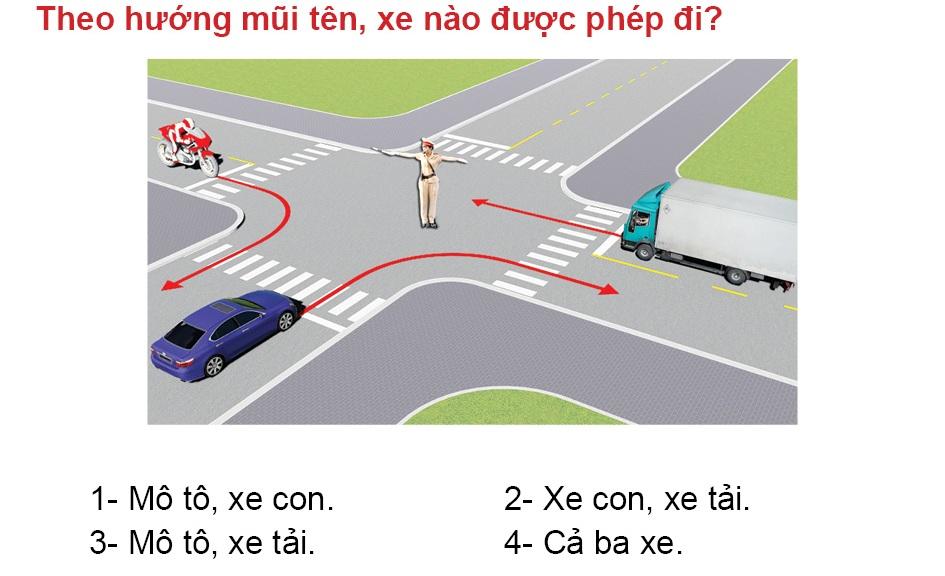 Theo hướng mũi tên, xe nào được phép đi?
1- Mô tô, xe con.
2- Xe con, xe tải.
3- Mô tô, xe tải.
4- Cả ba xe.